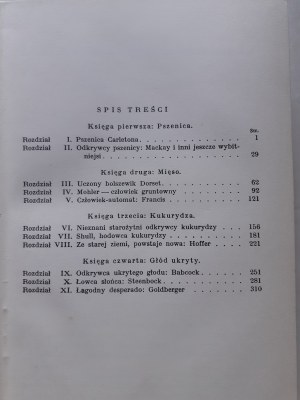 SPIS TREŚCI
Księga pierwsza: Pszenica.
Str.
Rozdział I. Pszenica Carletona . . . . . . . . . . . . . 1
Rozdział II. Odkrywcy pszenicy: Mackay i inni jeszcze wybit-
niejsi . . . . . . . . . . . . . . . . 29
Księga druga: Mięso.
Rozdział III. Uczony bolszewik Dorset . . . . . . . . . . 62
Rozdział IV. Mohler — człowiek gruntowny . . . . . . . . 92
Rozdział V. Człowiek-automat: Francis . . . . . . . . . 121
Księga trzecia: Kukurydza.
Rozdział VI. Nieznani starożytni odkrywcy kukurydzy . . . 156
Rozdział VII. Shull, hodowca kukurydzy . . . . . . . . . 181
Rozdział VIII. Ze starej ziemi, powstaje nowa: Hoffer . . . . 221
Księga czwarta: Głód ukryty.
Rozdział IX. Odkrywca ukrytego głodu: Babcock . . . . . 251
Rozdział X. Łowca słońca: Steenbock . . . . . . . . . . 281
Rozdział XI. Łagodny desperado: Goldberger . . . . . . . 310